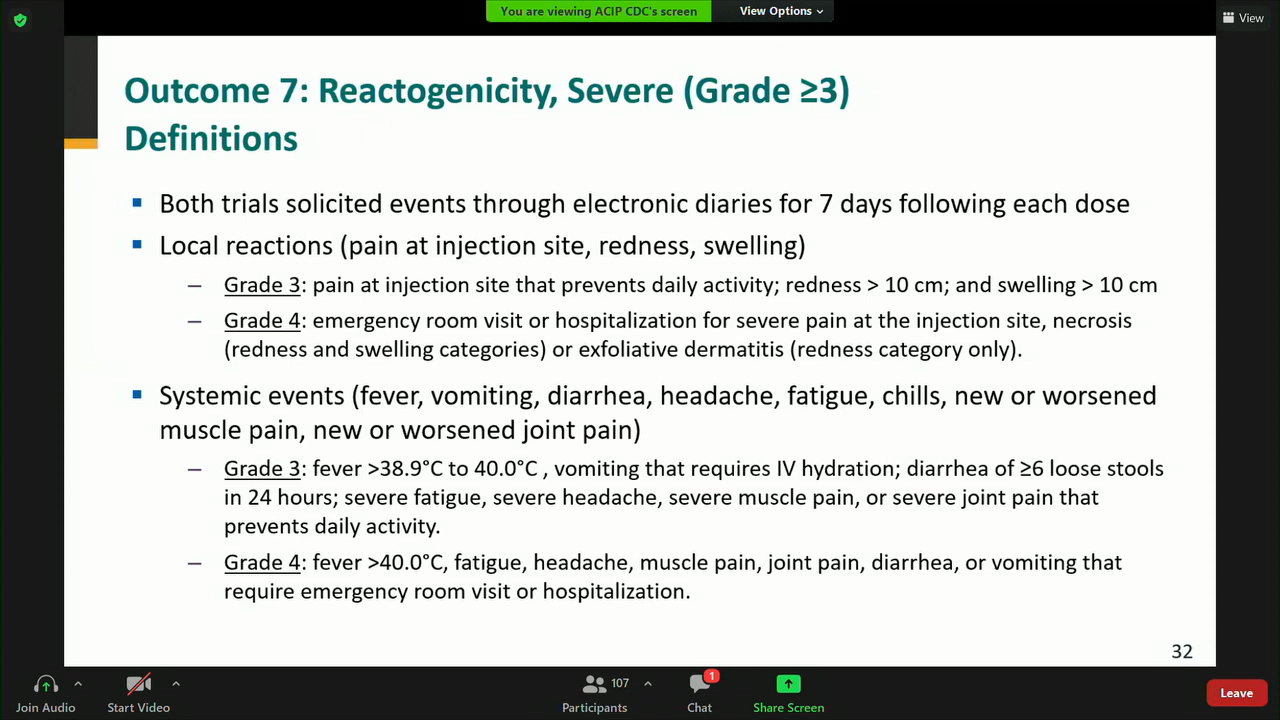 You are viewing ACIP CDC's screen
View Options
View
Outcome 7: Reactogenicity, Severe (Grade ≥3)
Definitions
Both trials solicited events through electronic diaries for 7 days following each dose
Local reactions (pain at injection site, redness, swelling)
– Grade 3: pain at injection site that prevents daily activity; redness > 10 cm; and swelling > 10 cm
– Grade 4: emergency room visit or hospitalization for severe pain at the injection site, necrosis
(redness and swelling categories) or exfoliative dermatitis (redness category only).
Systemic events (fever, vomiting, diarrhea, headache, fatigue, chills, new or worsened
muscle pain, new or worsened joint pain)
– Grade 3: fever >38.9°C to 40.0°C , vomiting that requires IV hydration; diarrhea of ≥6 loose stools
in 24 hours; severe fatigue, severe headache, severe muscle pain, or severe joint pain that
prevents daily activity.
– Grade 4: fever >40.0°C, fatigue, headache, muscle pain, joint pain, diarrhea, or vomiting that
require emergency room visit or hospitalization.
32
Join Audio
Start Video
107
Participants
1
Chat
Share Screen
Leave